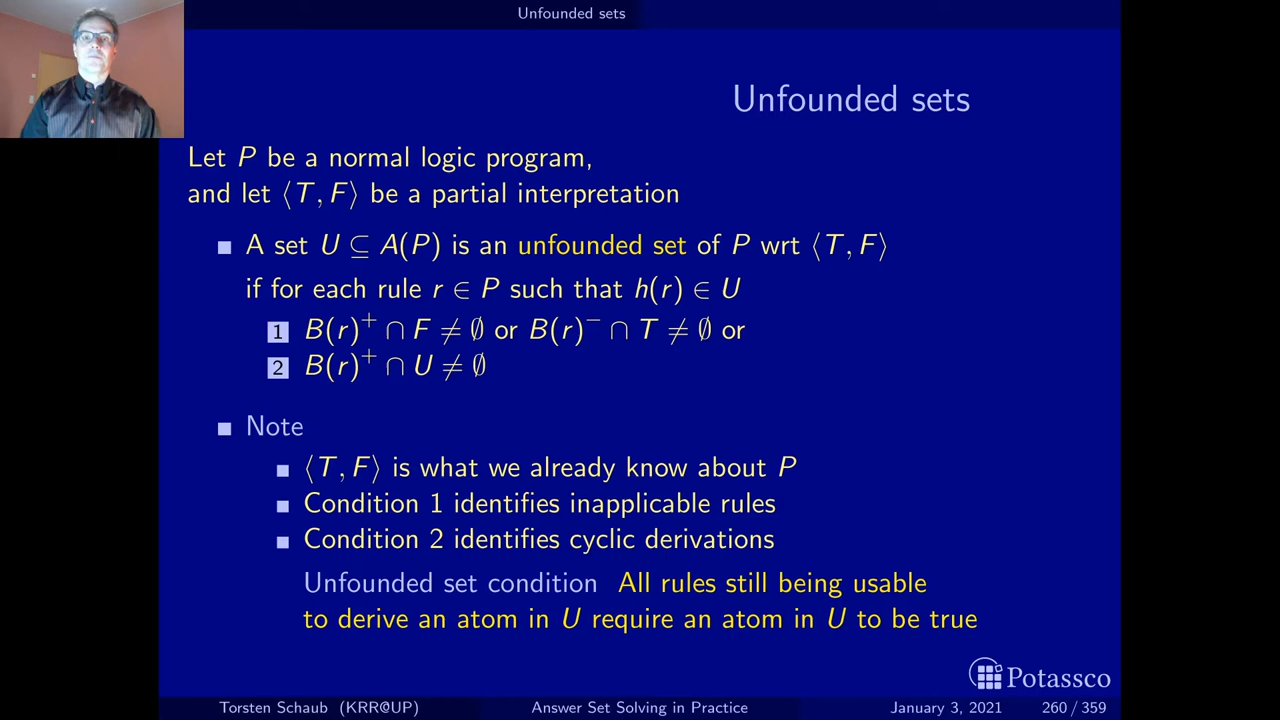 Unfounded sets
Unfounded sets
Let P be a normal logic program,
and let ⟨T, F⟩ be a partial interpretation
A set U ⊆ A(P) is an unfounded set of P wrt ⟨T, F⟩
if for each rule r ∈ P such that h(r) ∈ U
1 B(r)⁺ ∩ F ≠ ∅ or B(r)⁻ ∩ T ≠ ∅ or
2 B(r)⁺ ∩ U ≠ ∅
Note
⟨T, F⟩ is what we already know about P
Condition 1 identifies inapplicable rules
Condition 2 identifies cyclic derivations
Unfounded set condition All rules still being usable
to derive an atom in U require an atom in U to be true
Potassco
Torsten Schaub (KRR@UP) Answer Set Solving in Practice January 3, 2021 260 / 359